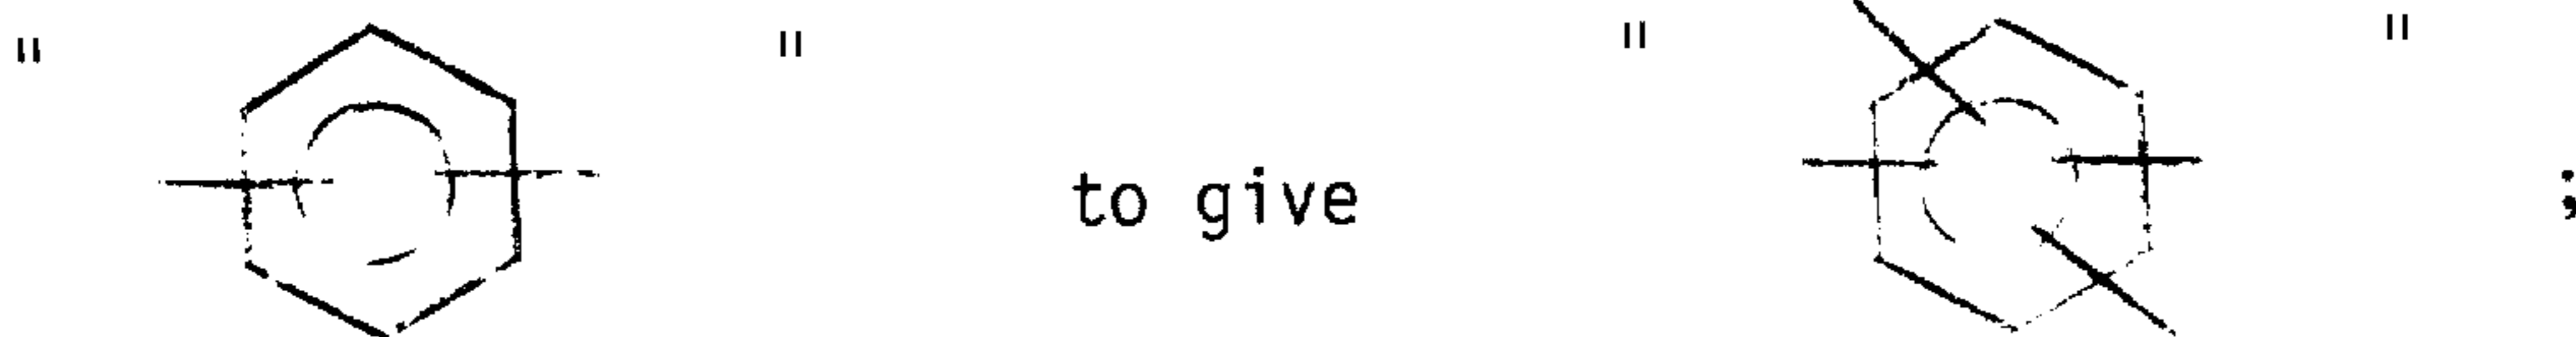 " " to give " " ;